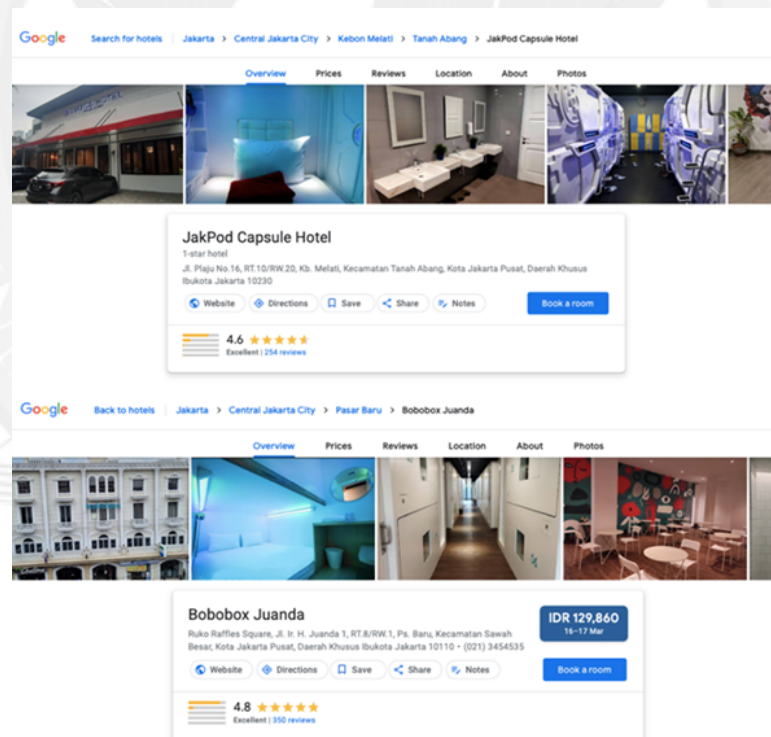 Google Search for hotels Jakarta > Central Jakarta City > Kebon Melati > Tanah Abang > JakPod Capsule Hotel
Overview Prices Reviews Location About Photos
JakPod Capsule Hotel
1-star hotel
Jl. Plaju No.16, RT.10/RW.20, Kb. Melati, Kecamatan Tanah Abang, Kota Jakarta Pusat, Daerah Khusus
Ibukota Jakarta 10230
Website Directions Save Share Notes Book a room
4.6
Excellent | 254 reviews
Google Back to hotels Jakarta > Central Jakarta City > Pasar Baru > Bobobox Juanda
Overview Prices Reviews Location About Photos
Bobobox Juanda
IDR 129,860
16–17 Mar
Ruko Raffles Square, Jl. Ir. H. Juanda 1, RT.8/RW.1, Ps. Baru, Kecamatan Sawah
Besar, Kota Jakarta Pusat, Daerah Khusus Ibukota Jakarta 10110 • (021) 3454535
Website Directions Save Share Notes Book a room
4.8
Excellent | 350 reviews